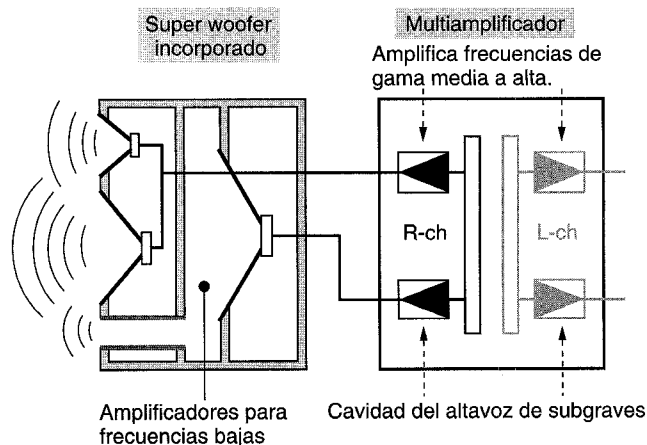 Super woofer
incorporado
Multiamplificador
Amplifica frecuencias de
gama media a alta.
R-ch
L-ch
Amplificadores para
frecuencias bajas
Cavidad del altavoz de subgraves